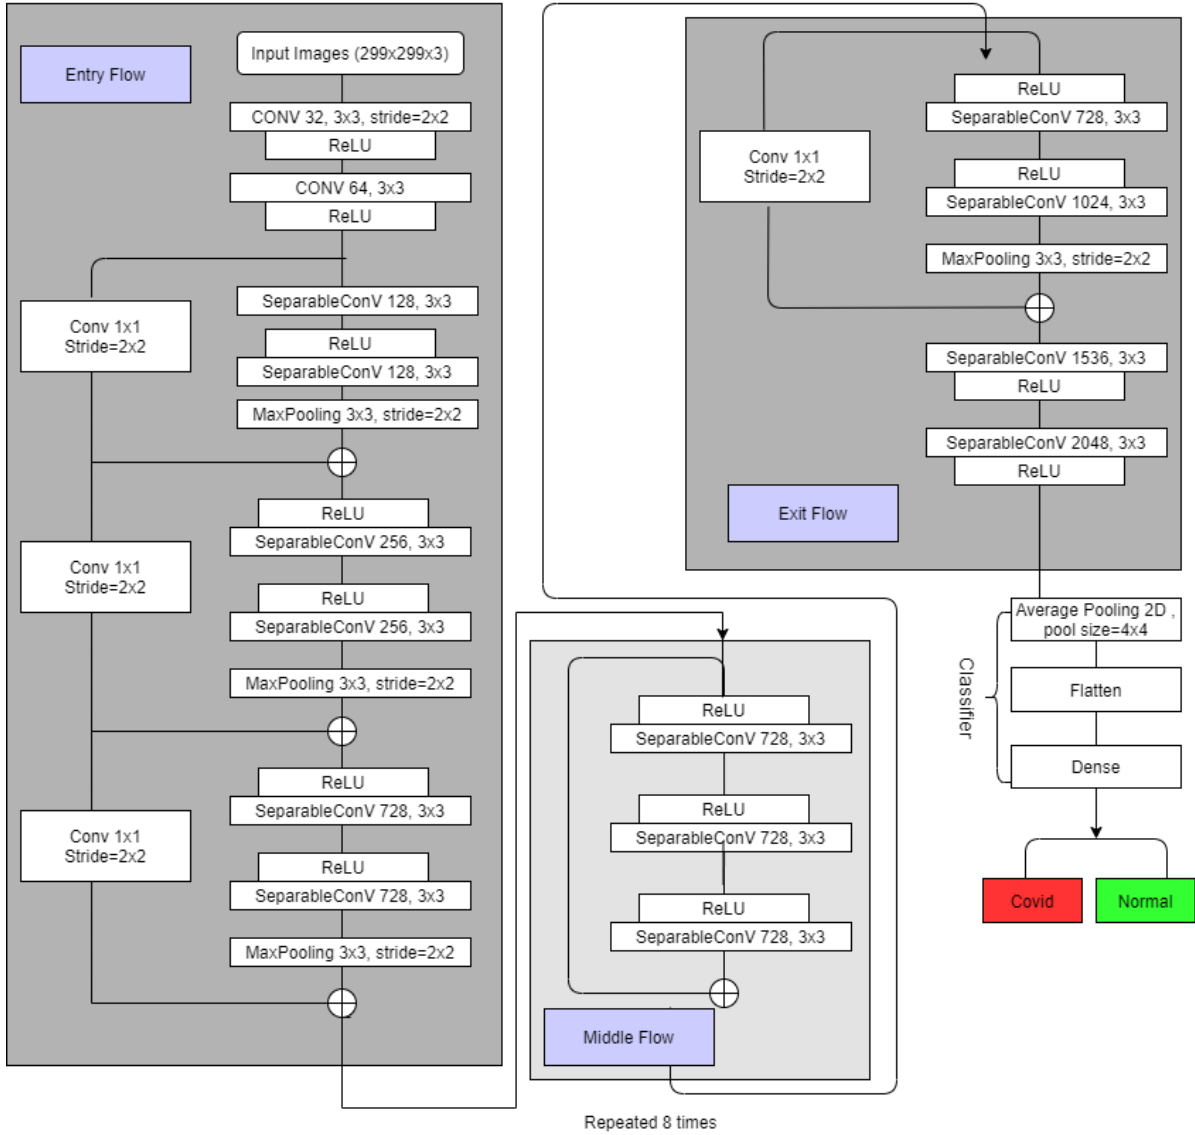 Entry Flow
Input Images (299x299x3)
CONV 32, 3x3, stride=2x2
ReLU
CONV 64, 3x3
ReLU
Conv 1x1
Stride=2x2
SeparableConV 128, 3x3
ReLU
SeparableConV 128, 3x3
MaxPooling 3x3, stride=2x2
Conv 1x1
Stride=2x2
ReLU
SeparableConV 256, 3x3
ReLU
SeparableConV 256, 3x3
MaxPooling 3x3, stride=2x2
Conv 1x1
Stride=2x2
ReLU
SeparableConV 728, 3x3
ReLU
SeparableConV 728, 3x3
MaxPooling 3x3, stride=2x2
ReLU
SeparableConV 728, 3x3
ReLU
SeparableConV 728, 3x3
ReLU
SeparableConV 728, 3x3
Middle Flow
Repeated 8 times
Conv 1x1
Stride=2x2
ReLU
SeparableConV 728, 3x3
ReLU
SeparableConV 1024, 3x3
MaxPooling 3x3, stride=2x2
SeparableConV 1536, 3x3
ReLU
SeparableConV 2048, 3x3
ReLU
Exit Flow
Classifier
Average Pooling 2D ,
pool size=4x4
Flatten
Dense
Covid
Normal